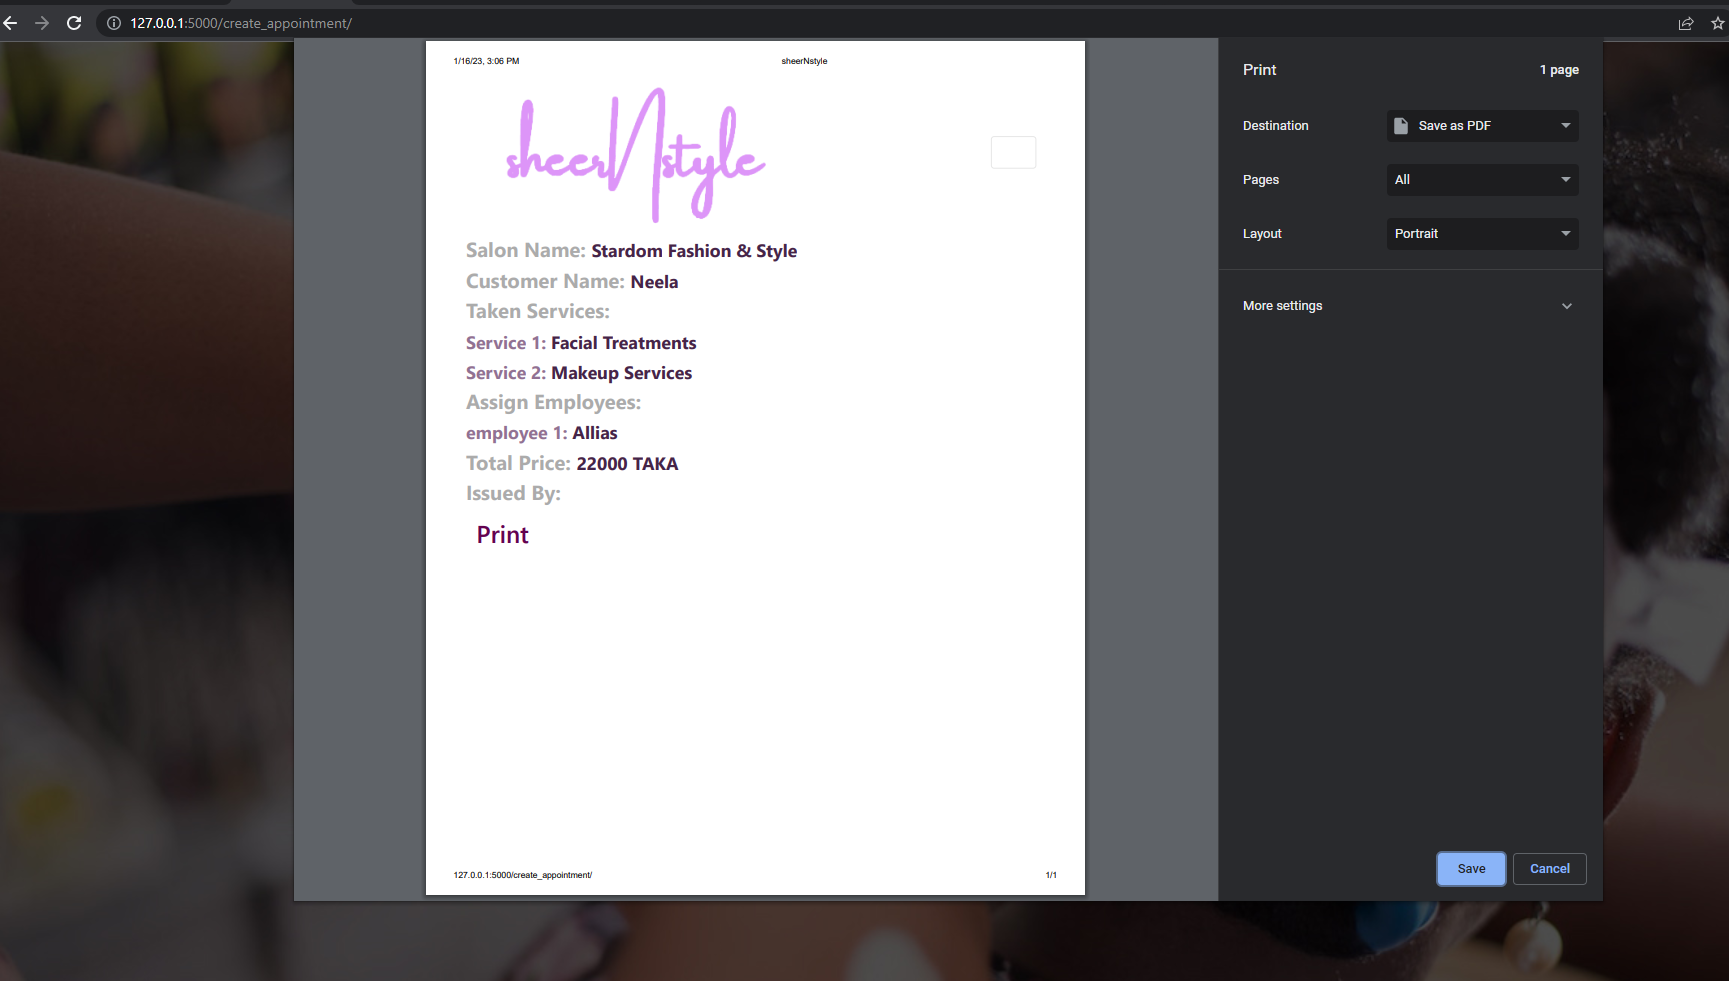 127.0.0.1:5000/create_appointment/
1/16/23, 3:06 PM sheerNstyle
sheerNstyle
Salon Name: Stardom Fashion & Style
Customer Name: Neela
Taken Services:
Service 1: Facial Treatments
Service 2: Makeup Services
Assign Employees:
employee 1: Allias
Total Price: 22000 TAKA
Issued By:
Print
127.0.0.1:5000/create_appointment/ 1/1
Print 1 page
Destination Save as PDF
Pages All
Layout Portrait
More settings
Save Cancel